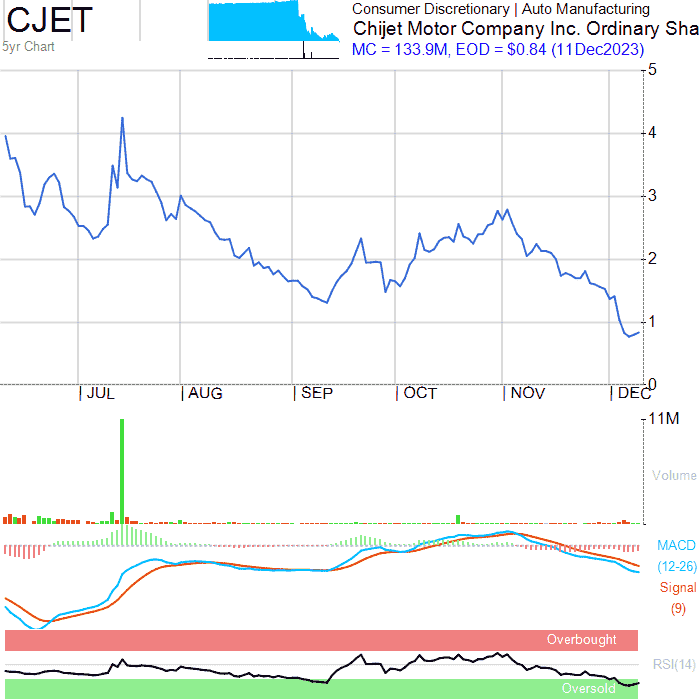 CJET
5yr Chart
Consumer Discretionary | Auto Manufacturing
Chijet Motor Company Inc. Ordinary Sha
MC = 133.9M, EOD = $0.84 (11Dec2023)
5
4
3
2
1
0
JUL AUG SEP OCT NOV DEC
11M
Volume
MACD
(12-26)
Signal
(9)
Overbought
RSI(14)
Oversold